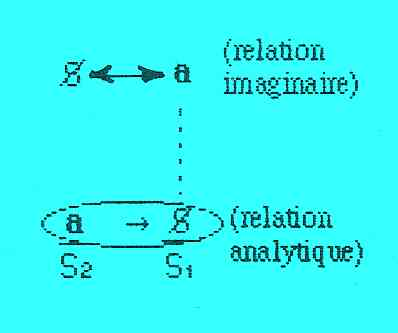 $ ↔ a (relation
imaginaire)
a → $ (relation
analytique)
S₂ S₁